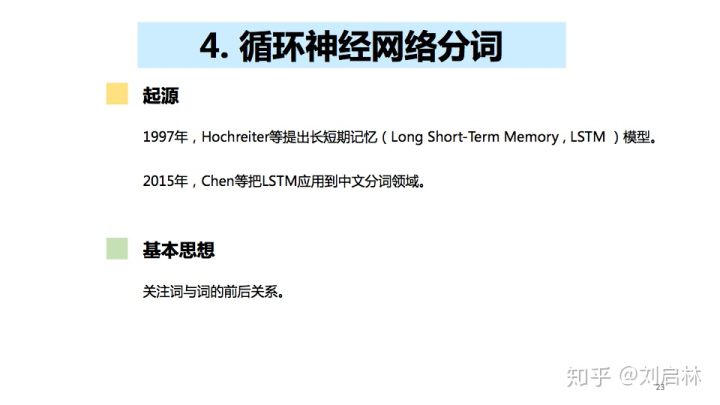 4. 循环神经网络分词
起源
1997年，Hochreiter等提出长短期记忆（Long Short-Term Memory , LSTM ）模型。
2015年，Chen等把LSTM应用到中文分词领域。
基本思想
关注词与词的前后关系。
知乎 @刘启林
23